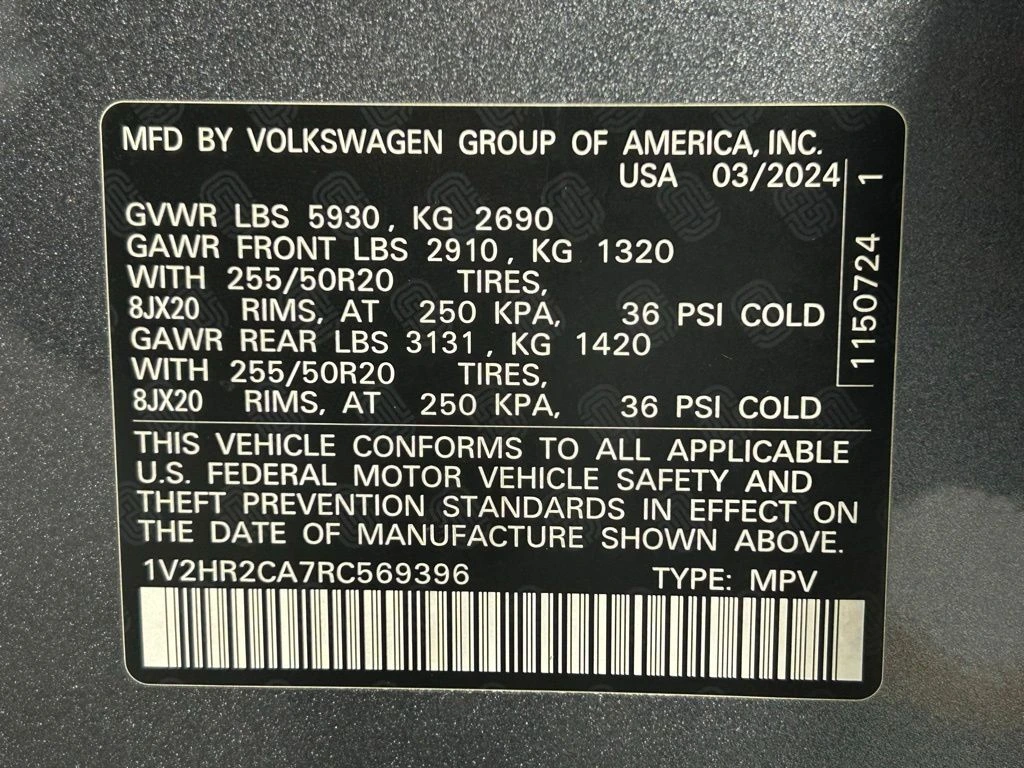 MFD BY VOLKSWAGEN GROUP OF AMERICA, INC.
USA 03/2024
GVWR LBS 5930, KG 2690
GAWR FRONT LBS 2910, KG 1320
WITH 255/50R20 TIRES,
8JX20 RIMS, AT 250 KPA, 36 PSI COLD
GAWR REAR LBS 3131, KG 1420
WITH 255/50R20 TIRES,
8JX20 RIMS, AT 250 KPA, 36 PSI COLD
1150724 1
THIS VEHICLE CONFORMS TO ALL APPLICABLE
U.S. FEDERAL MOTOR VEHICLE SAFETY AND
THEFT PREVENTION STANDARDS IN EFFECT ON
THE DATE OF MANUFACTURE SHOWN ABOVE.
1V2HR2CA7RC569396 TYPE: MPV